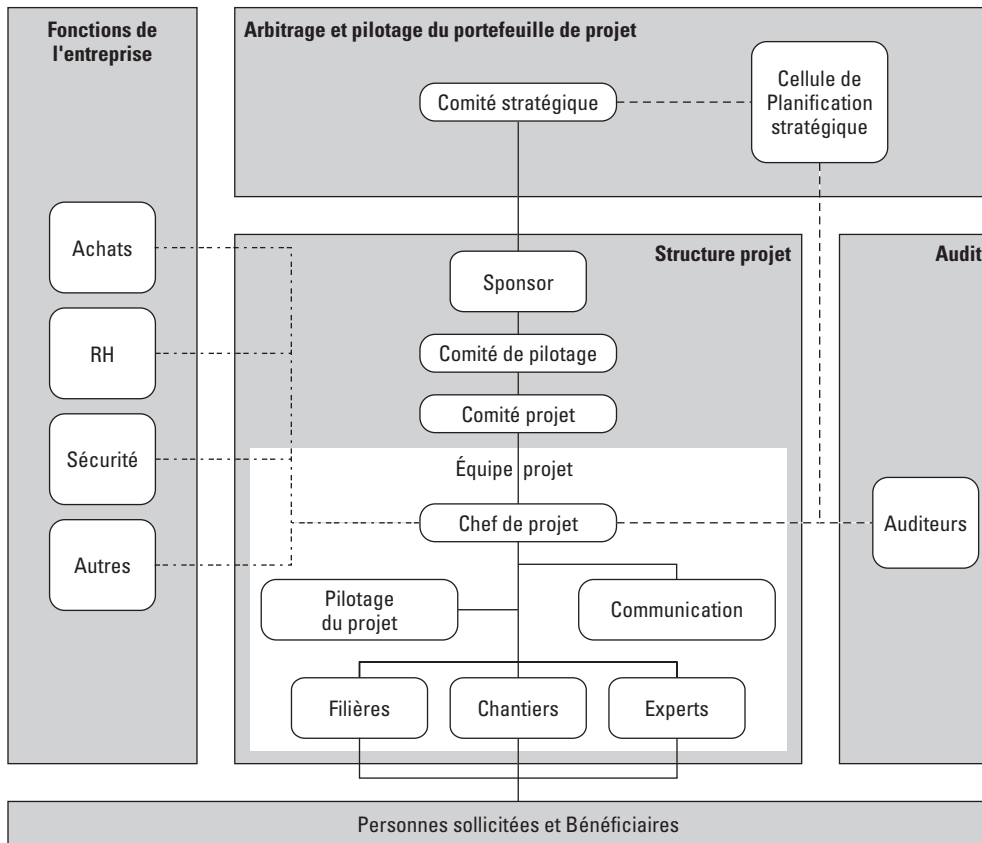 Fonctions de
l'entreprise
Arbitrage et pilotage du portefeuille de projet
Comité stratégique
Cellule de
Planification
stratégique
Achats
RH
Sécurité
Autres
Structure projet
Sponsor
Comité de pilotage
Comité projet
Équipe projet
Chef de projet
Pilotage
du projet
Communication
Filières
Chantiers
Experts
Audit
Auditeurs
Personnes sollicitées et Bénéficiaires